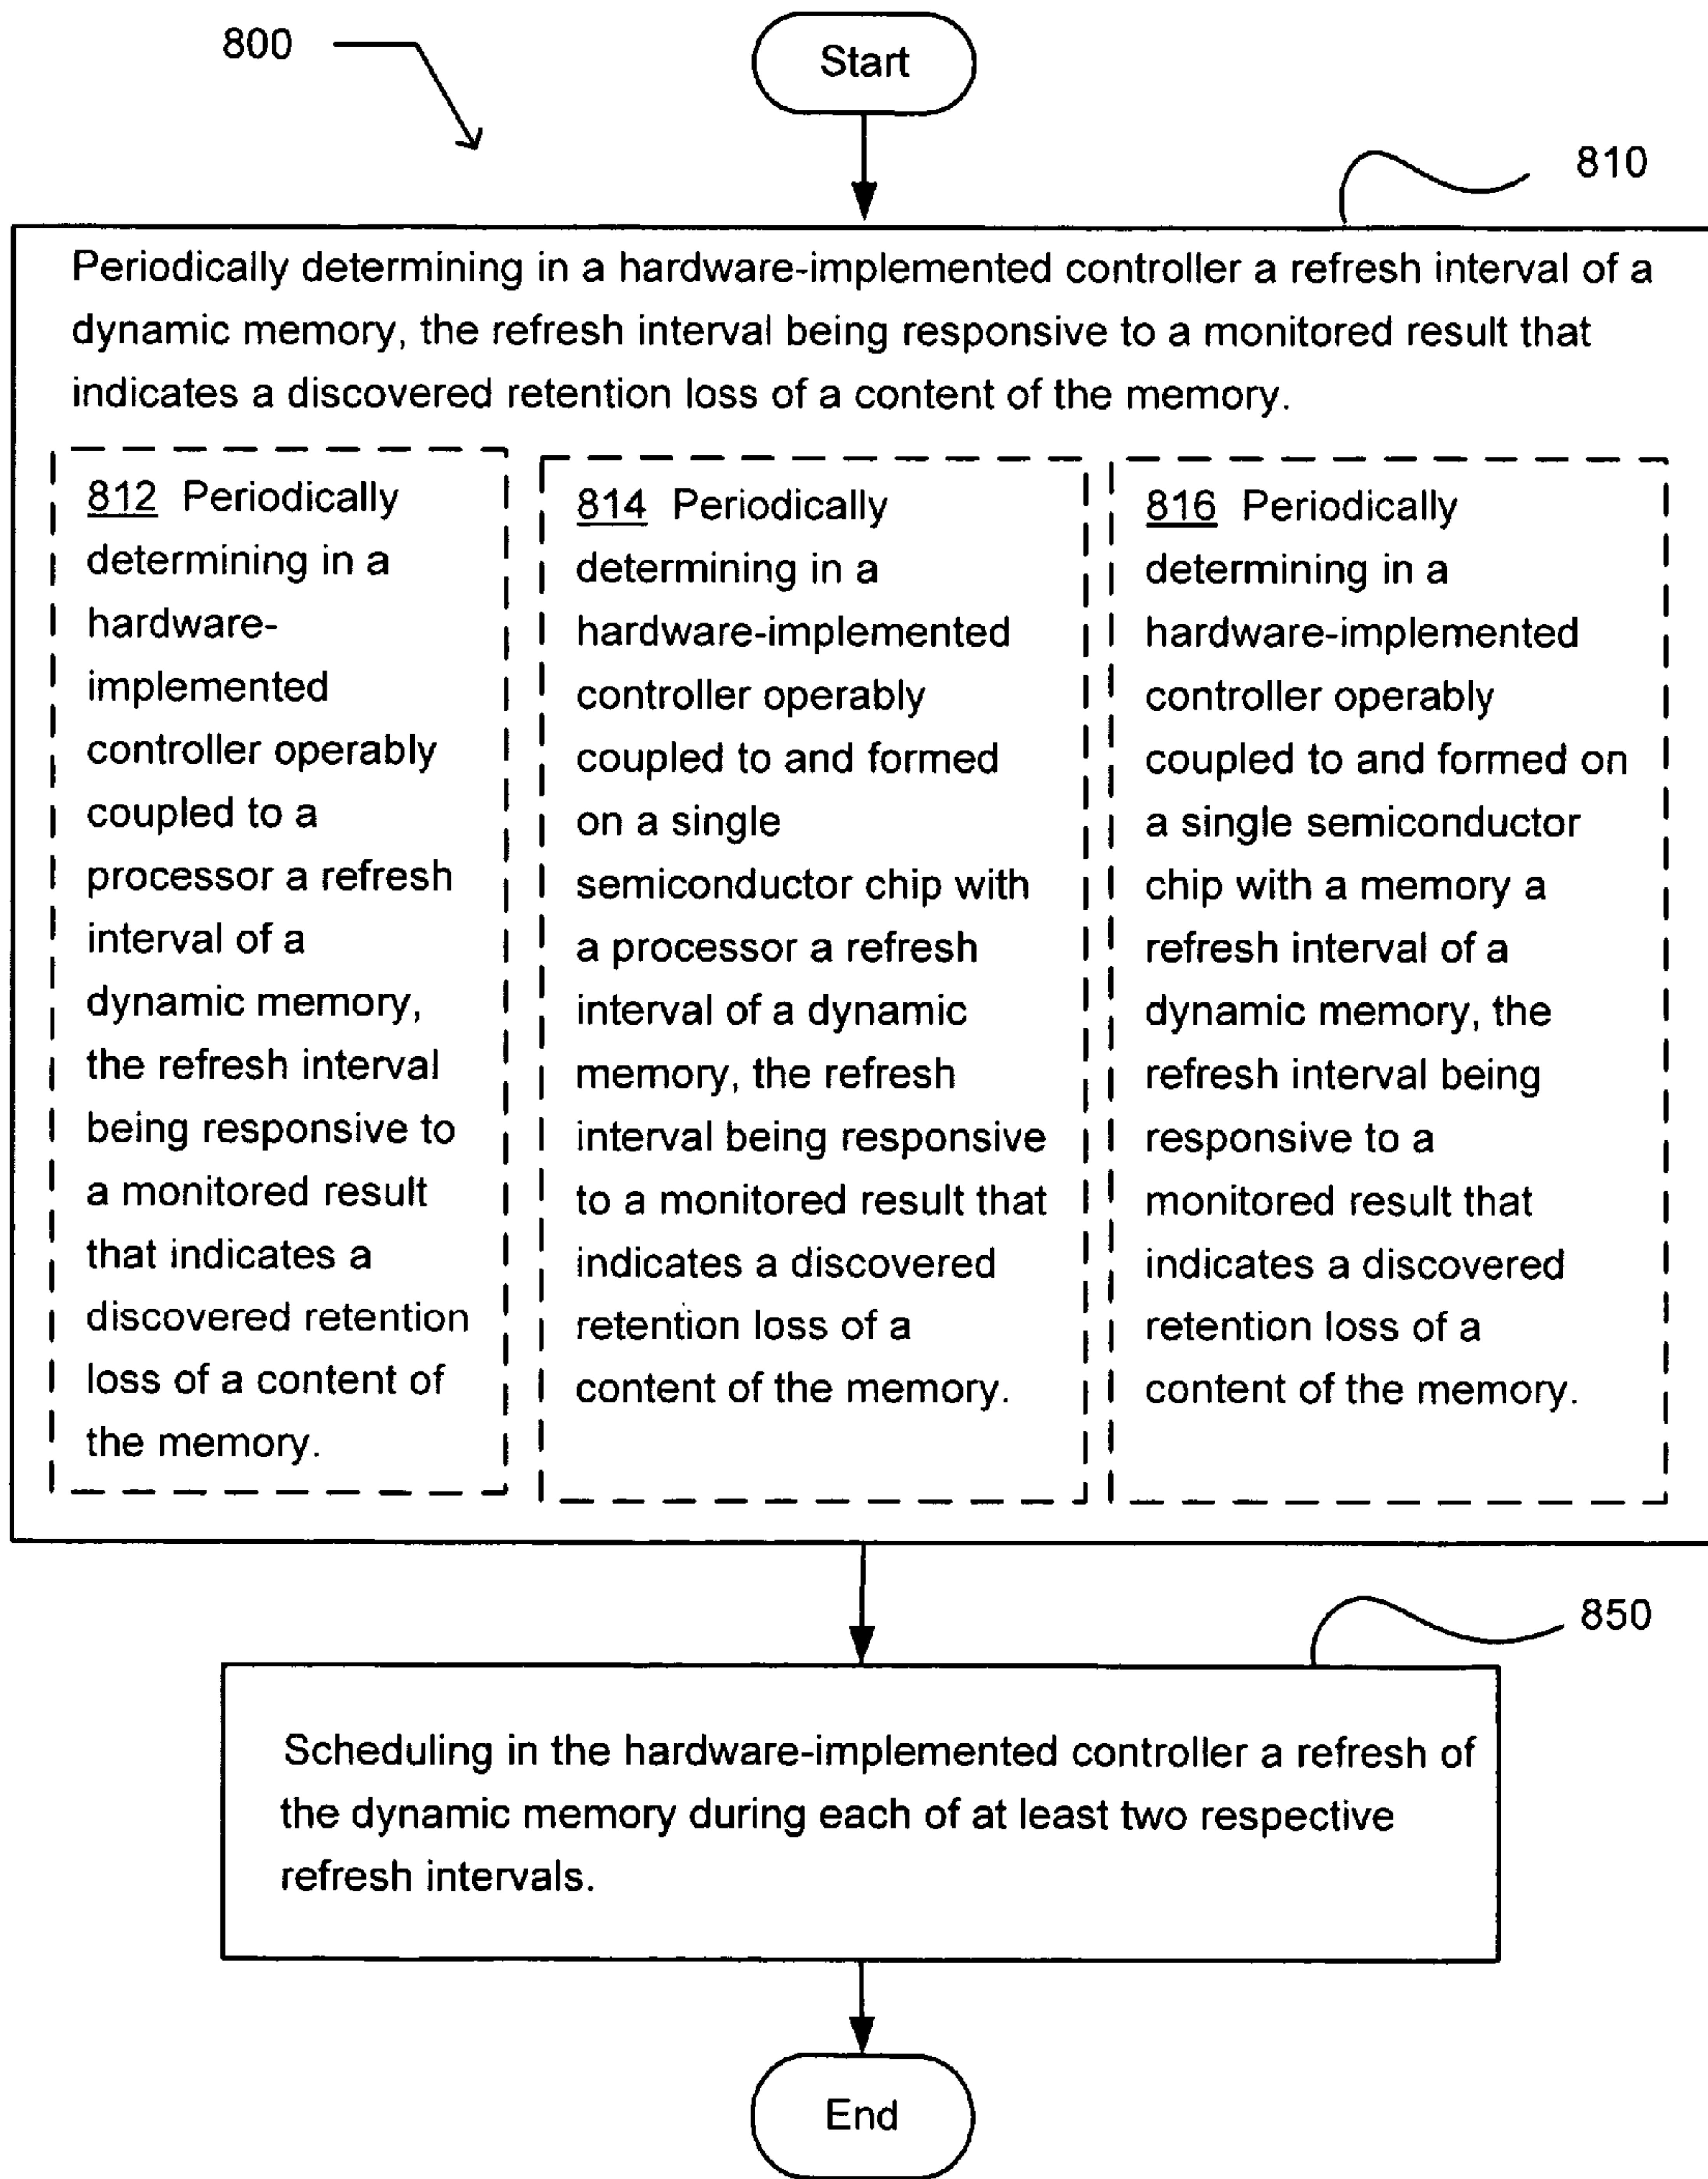 800
Start
810
Periodically determining in a hardware-implemented controller a refresh interval of a
dynamic memory, the refresh interval being responsive to a monitored result that
indicates a discovered retention loss of a content of the memory.
812 Periodically
determining in a
hardware-
implemented
controller operably
coupled to a
processor a refresh
interval of a
dynamic memory,
the refresh interval
being responsive to
a monitored result
that indicates a
discovered retention
loss of a content of
the memory.
814 Periodically
determining in a
hardware-implemented
controller operably
coupled to and formed
on a single
semiconductor chip with
a processor a refresh
interval of a dynamic
memory, the refresh
interval being responsive
to a monitored result that
indicates a discovered
retention loss of a
content of the memory.
816 Periodically
determining in a
hardware-implemented
controller operably
coupled to and formed on
a single semiconductor
chip with a memory a
refresh interval of a
dynamic memory, the
refresh interval being
responsive to a
monitored result that
indicates a discovered
retention loss of a
content of the memory.
850
Scheduling in the hardware-implemented controller a refresh of
the dynamic memory during each of at least two respective
refresh intervals.
End